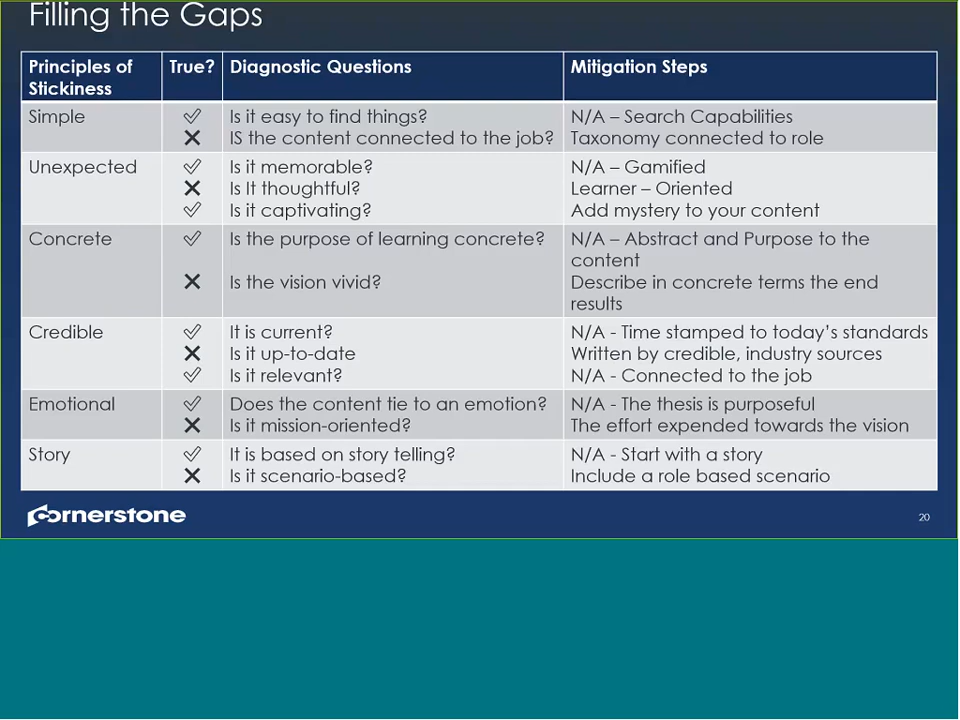 Filling the Gaps
Principles of Stickiness True? Diagnostic Questions Mitigation Steps
Simple ✓ Is it easy to find things? N/A – Search Capabilities
✕ IS the content connected to the job? Taxonomy connected to role
Unexpected ✓ Is it memorable? N/A – Gamified
✕ Is It thoughtful? Learner – Oriented
✓ Is it captivating? Add mystery to your content
Concrete ✓ Is the purpose of learning concrete? N/A – Abstract and Purpose to the
content
✕ Is the vision vivid? Describe in concrete terms the end
results
Credible ✓ It is current? N/A - Time stamped to today's standards
✕ Is it up-to-date Written by credible, industry sources
✓ Is it relevant? N/A - Connected to the job
Emotional ✓ Does the content tie to an emotion? N/A - The thesis is purposeful
✕ Is it mission-oriented? The effort expended towards the vision
Story ✓ It is based on story telling? N/A - Start with a story
✕ Is it scenario-based? Include a role based scenario
Cornerstone 20